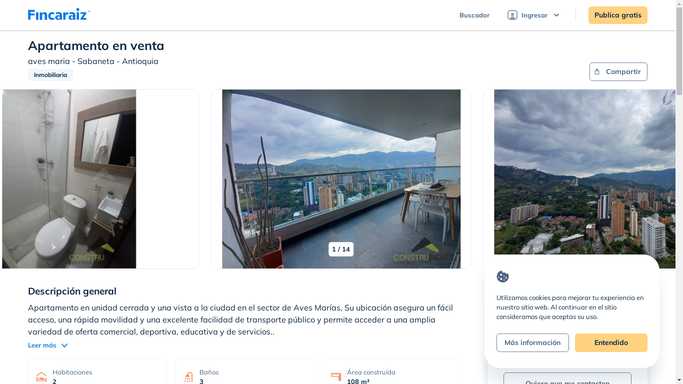 Fincaraiz
Buscador
Ingresar
Publica gratis
Apartamento en venta
aves maria - Sabaneta - Antioquia
Inmobiliaria
Compartir
CONSTRU
1 / 14
CONSTRU
Descripción general
Apartamento en unidad cerrada y una vista a la ciudad en el sector de Aves Marías. Su ubicación asegura un fácil
acceso, una rápida movilidad y una excelente facilidad de transporte público y permite acceder a una amplia
variedad de oferta comercial, deportiva, educativa y de servicios..
Leer más
Habitaciones
2
Baños
3
Área construida
108 m²
Utilizamos cookies para mejorar tu experiencia en
nuestro sitio web. Al continuar en el sitio
consideramos que aceptas su uso.
Más información
Entendido
Quiero que me contacten